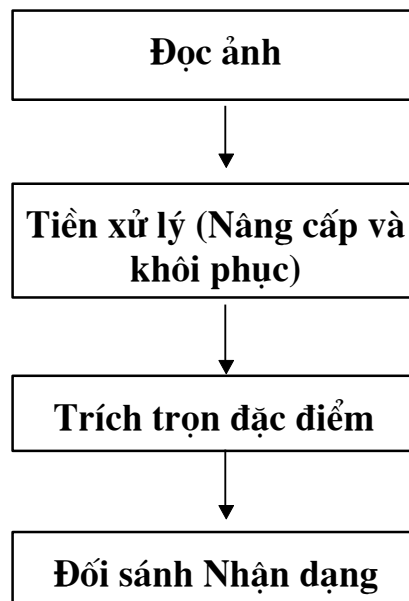 Đọc ảnh
Tiền xử lý (Nâng cấp và
khôi phục)
Trích trọn đặc điểm
Đối sánh Nhận dạng